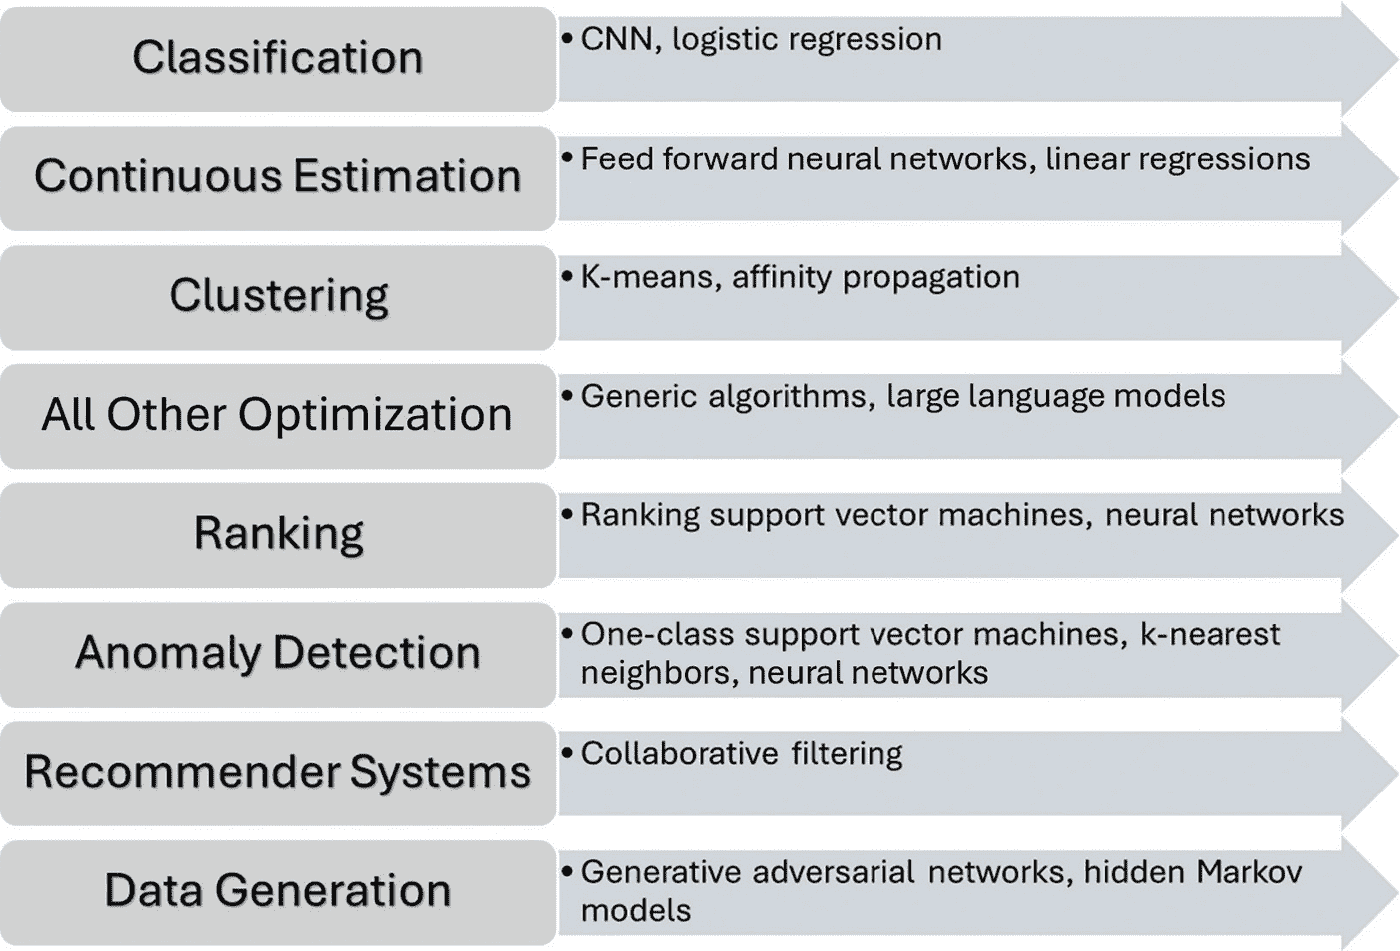 Classification
• CNN, logistic regression
Continuous Estimation
• Feed forward neural networks, linear regressions
Clustering
• K-means, affinity propagation
All Other Optimization
• Generic algorithms, large language models
Ranking
• Ranking support vector machines, neural networks
Anomaly Detection
• One-class support vector machines, k-nearest
neighbors, neural networks
Recommender Systems
• Collaborative filtering
Data Generation
• Generative adversarial networks, hidden Markov
models